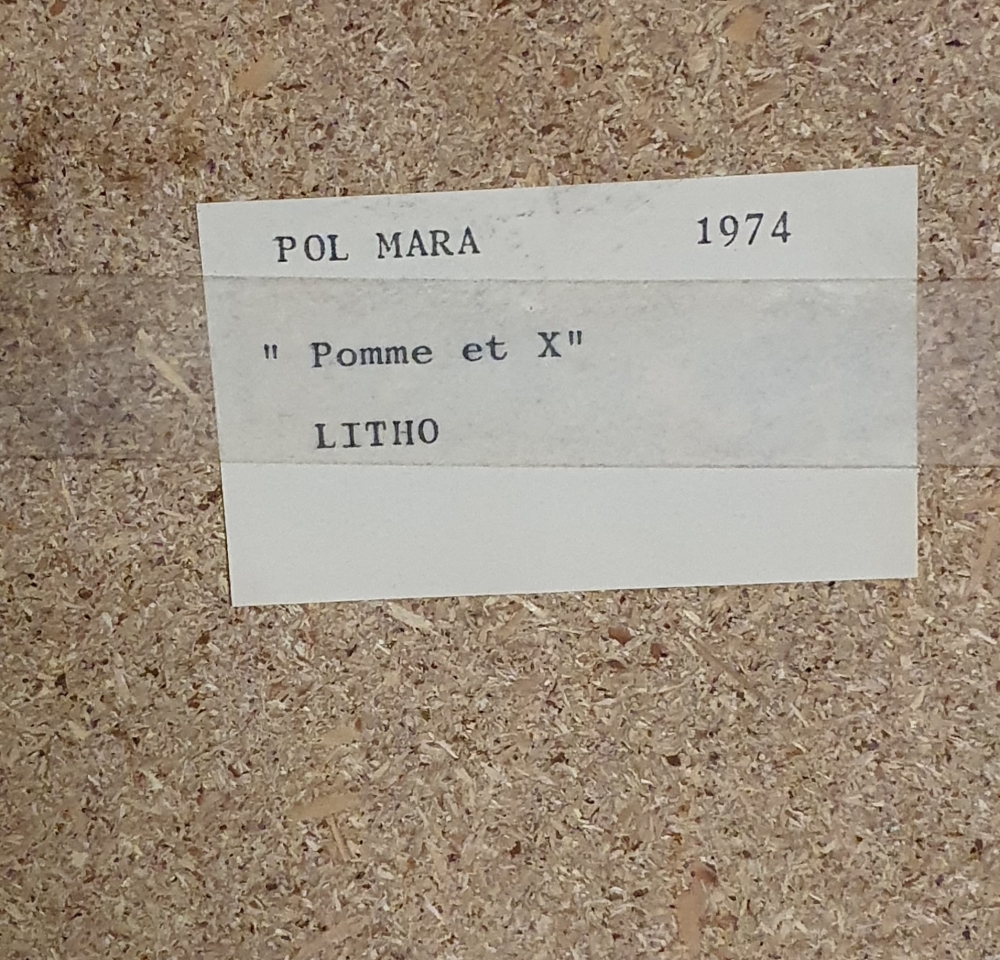 POL MARA 1974
" Pomme et X"
LITHO